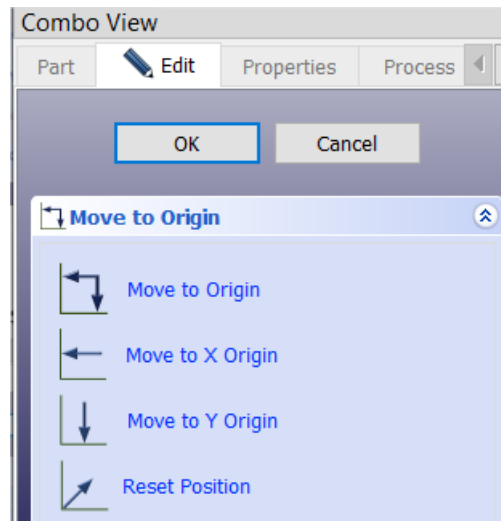 Combo View
Part Edit Properties Process
OK Cancel
Move to Origin
Move to Origin
Move to X Origin
Move to Y Origin
Reset Position